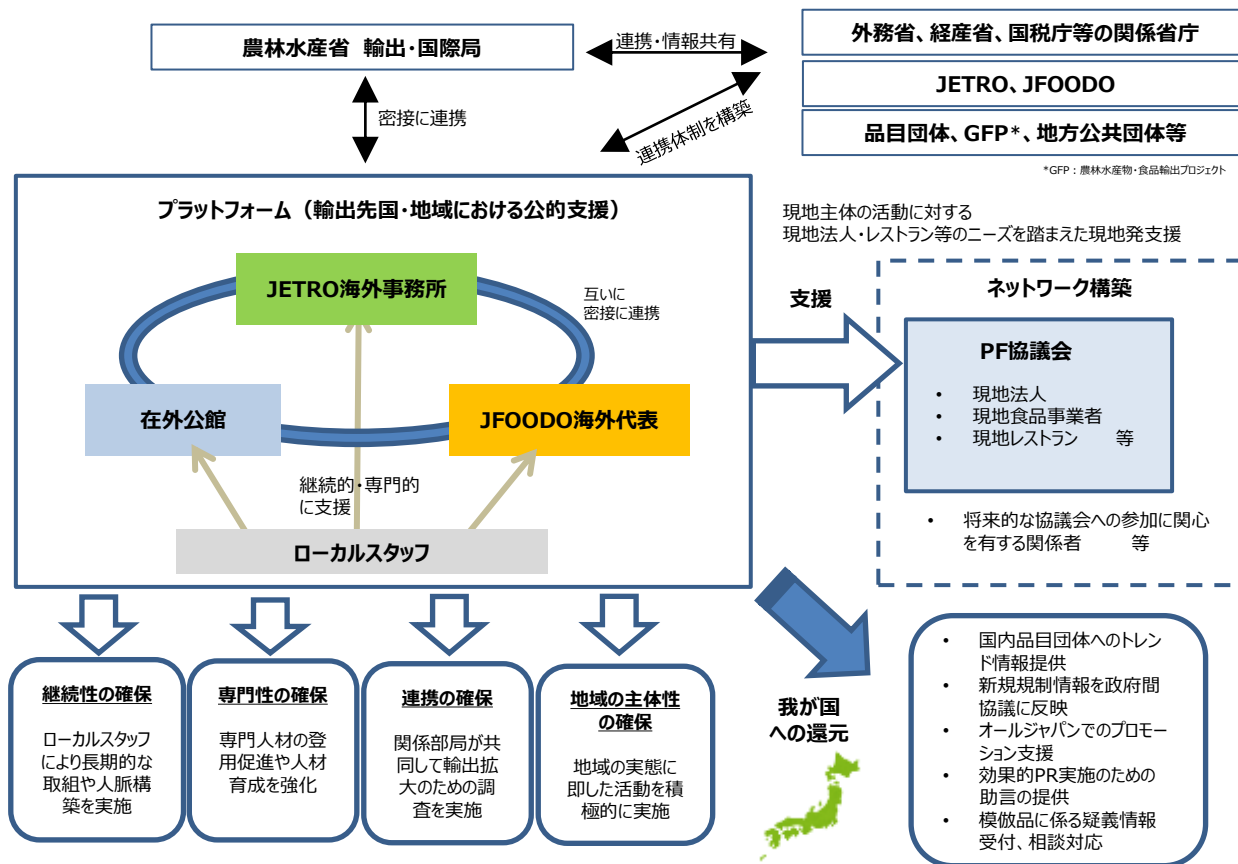 農林水産省 輸出・国際局
連携・情報共有
外務省、経産省、国税庁等の関係省庁
JETRO、JFOODO
品目団体、GFP*、地方公共団体等
*GFP：農林水産物・食品輸出プロジェクト
密接に連携
連携体制を構築
プラットフォーム（輸出先国・地域における公的支援）
JETRO海外事務所
互いに
密接に連携
在外公館
JFOODO海外代表
継続的・専門的
に支援
ローカルスタッフ
現地主体の活動に対する
現地法人・レストラン等のニーズを踏まえた現地発支援
支援
ネットワーク構築
PF協議会
• 現地法人
• 現地食品事業者
• 現地レストラン 等
• 将来的な協議会への参加に関心
を有する関係者 等
継続性の確保
ローカルスタッフ
により長期的な
取組や人脈構
築を実施
専門性の確保
専門人材の登
用促進や人材
育成を強化
連携の確保
関係部局が共
同して輸出拡
大のための調
査を実施
地域の主体性
の確保
地域の実態に
即した活動を積
極的に実施
我が国
への還元
• 国内品目団体へのトレン
ド情報提供
• 新規規制情報を政府間
協議に反映
• オールジャパンでのプロモー
ション支援
• 効果的PR実施のための
助言の提供
• 模倣品に係る疑義情報
受付、相談対応